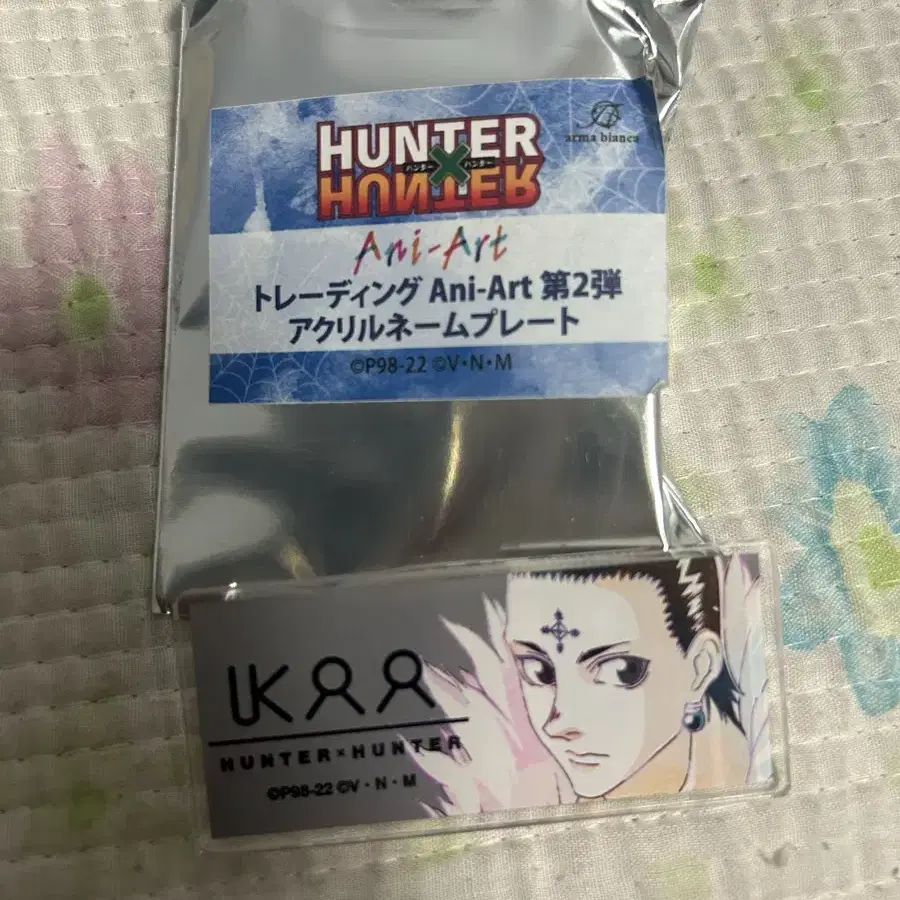 HUNTER
ハンター×ハンター
HUNTER
arma bianca
Ani-Art
トレーディング Ani-Art 第2弾
アクリルネームプレート
©P98-22 ©V・N・M
HUNTER×HUNTER
©P98-22 ©V・N・M